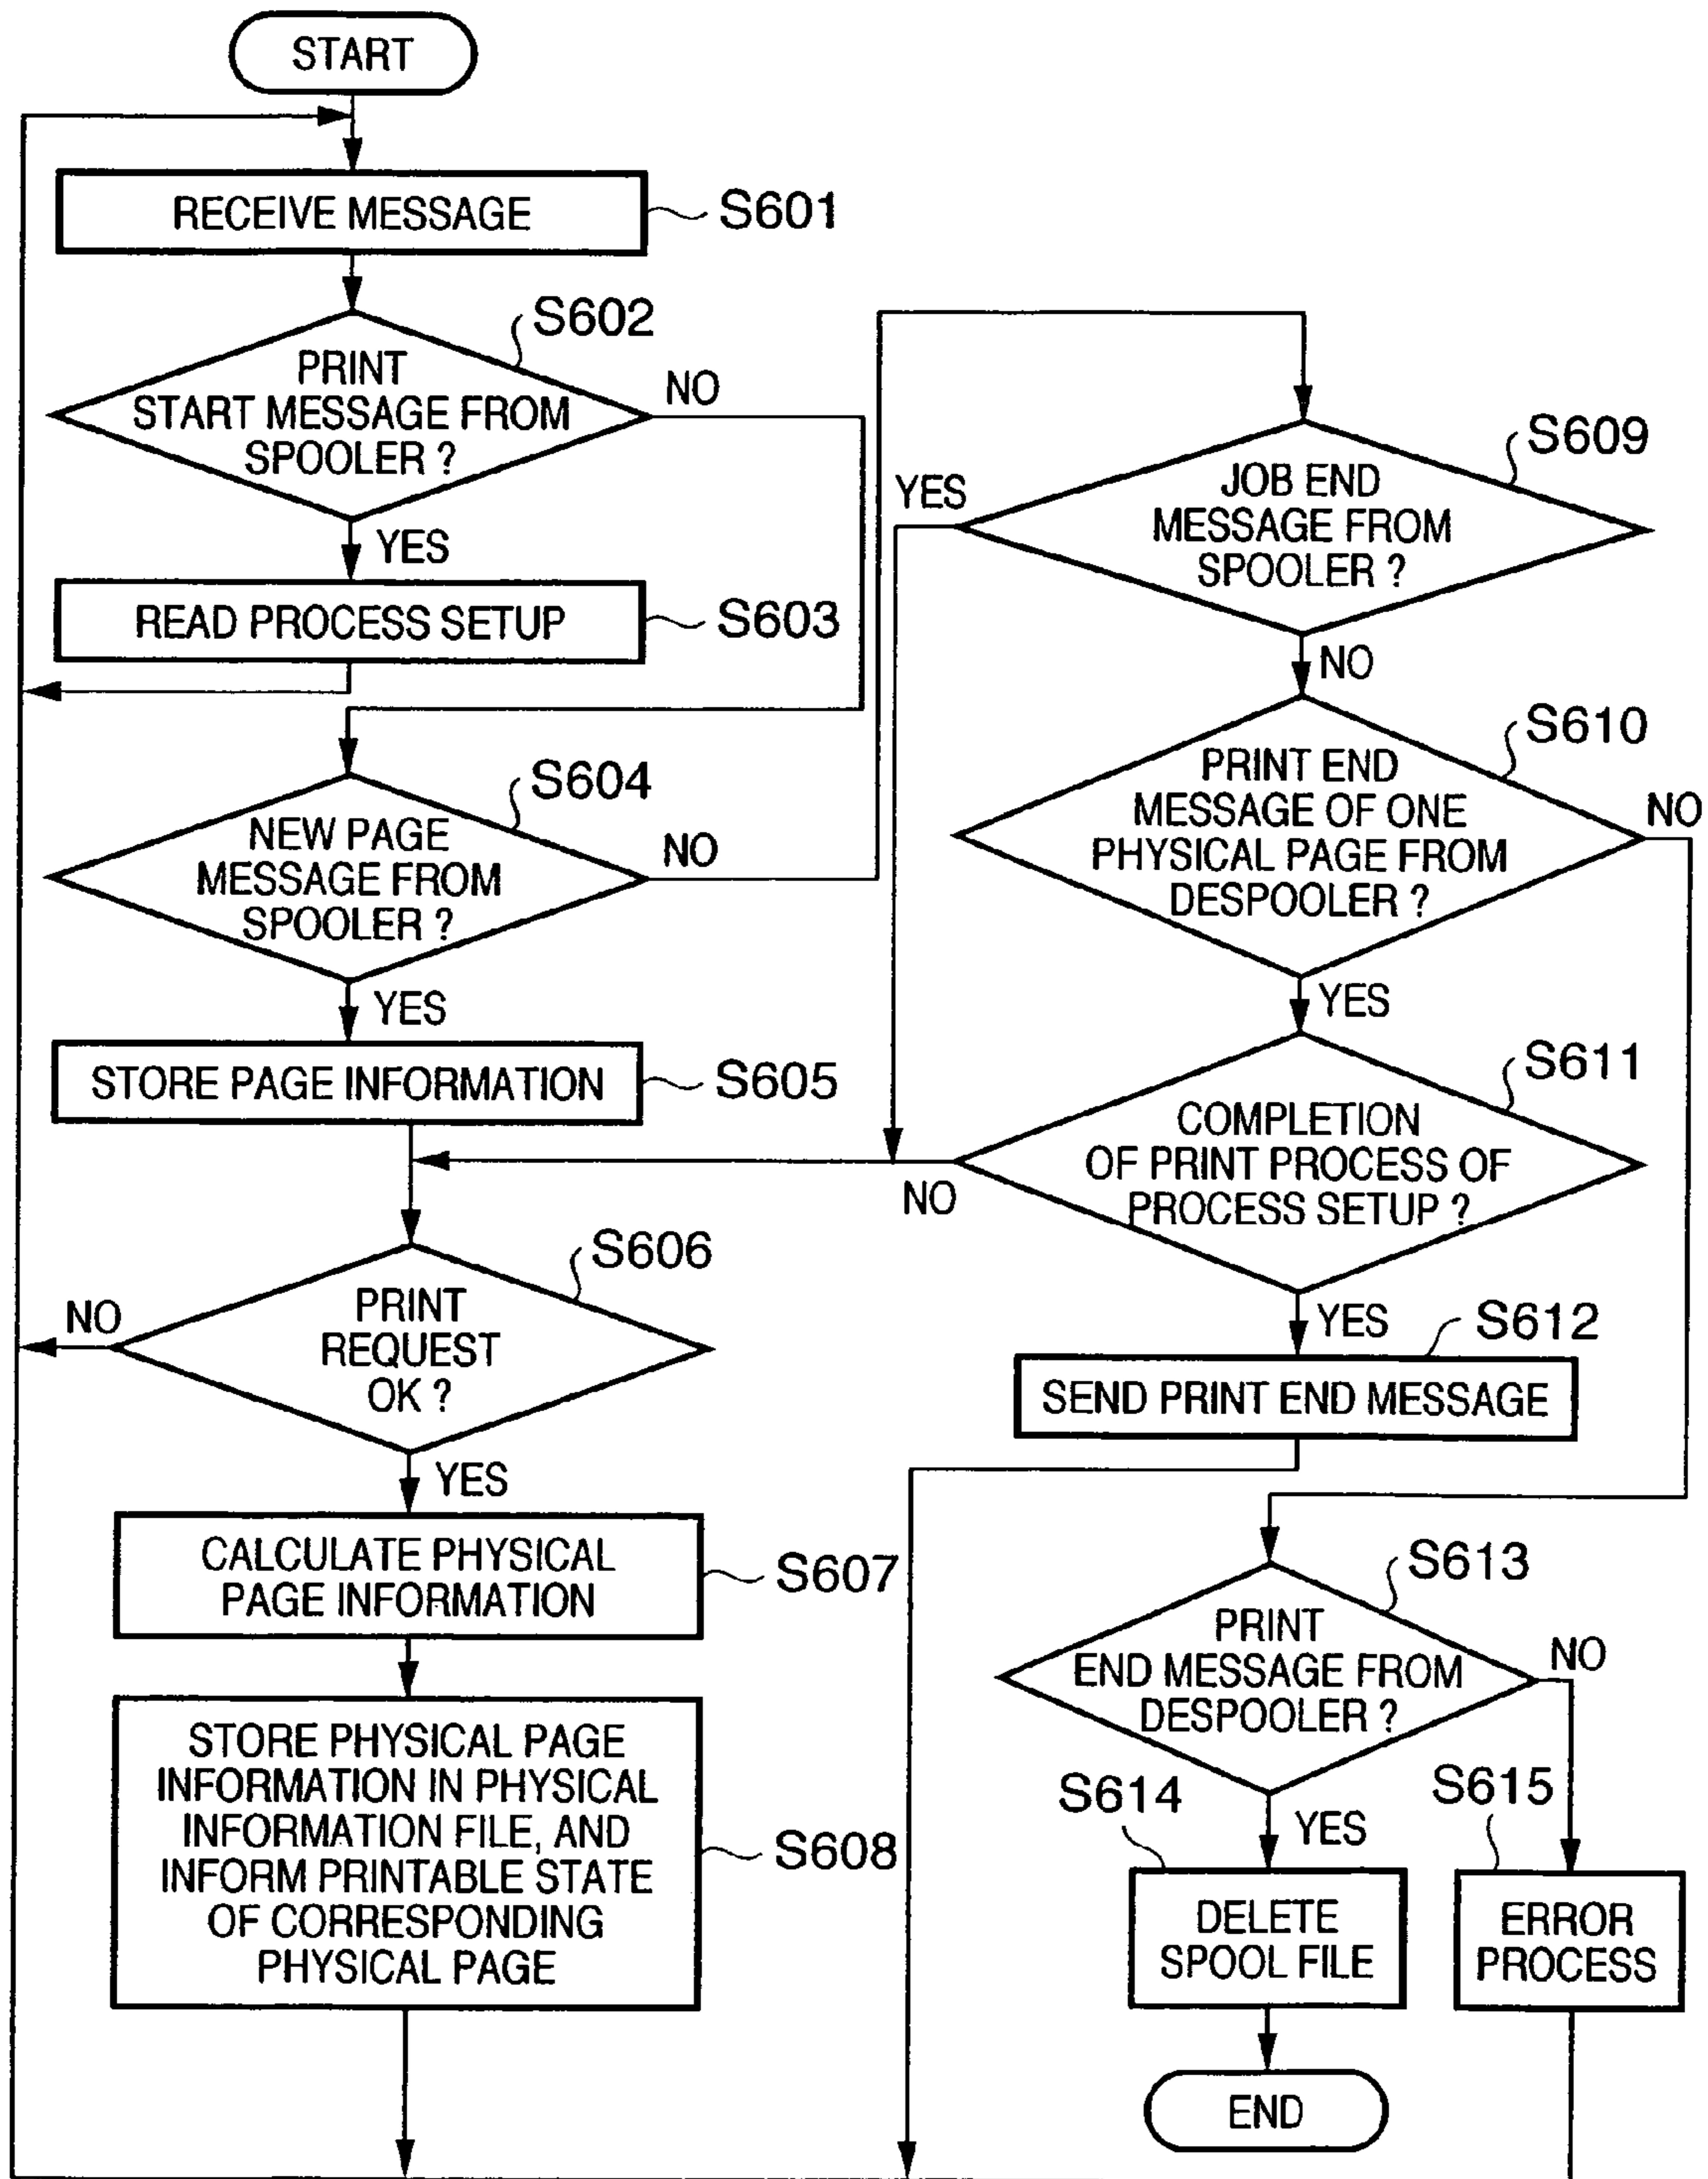 START
RECEIVE MESSAGE
S601
S602
PRINT
START MESSAGE FROM
SPOOLER ?
NO
YES
READ PROCESS SETUP
S603
S604
NEW PAGE
MESSAGE FROM
SPOOLER ?
NO
YES
STORE PAGE INFORMATION
S605
S606
PRINT
REQUEST
OK ?
NO
YES
CALCULATE PHYSICAL
PAGE INFORMATION
S607
STORE PHYSICAL PAGE
INFORMATION IN PHYSICAL
INFORMATION FILE, AND
INFORM PRINTABLE STATE
OF CORRESPONDING
PHYSICAL PAGE
S608
S609
JOB END
MESSAGE FROM
SPOOLER ?
YES
NO
S610
PRINT END
MESSAGE OF ONE
PHYSICAL PAGE FROM
DESPOOLER ?
NO
YES
S611
COMPLETION
OF PRINT PROCESS OF
PROCESS SETUP ?
NO
YES
S612
SEND PRINT END MESSAGE
S613
PRINT
END MESSAGE FROM
DESPOOLER ?
NO
YES
S614
DELETE
SPOOL FILE
S615
ERROR
PROCESS
END